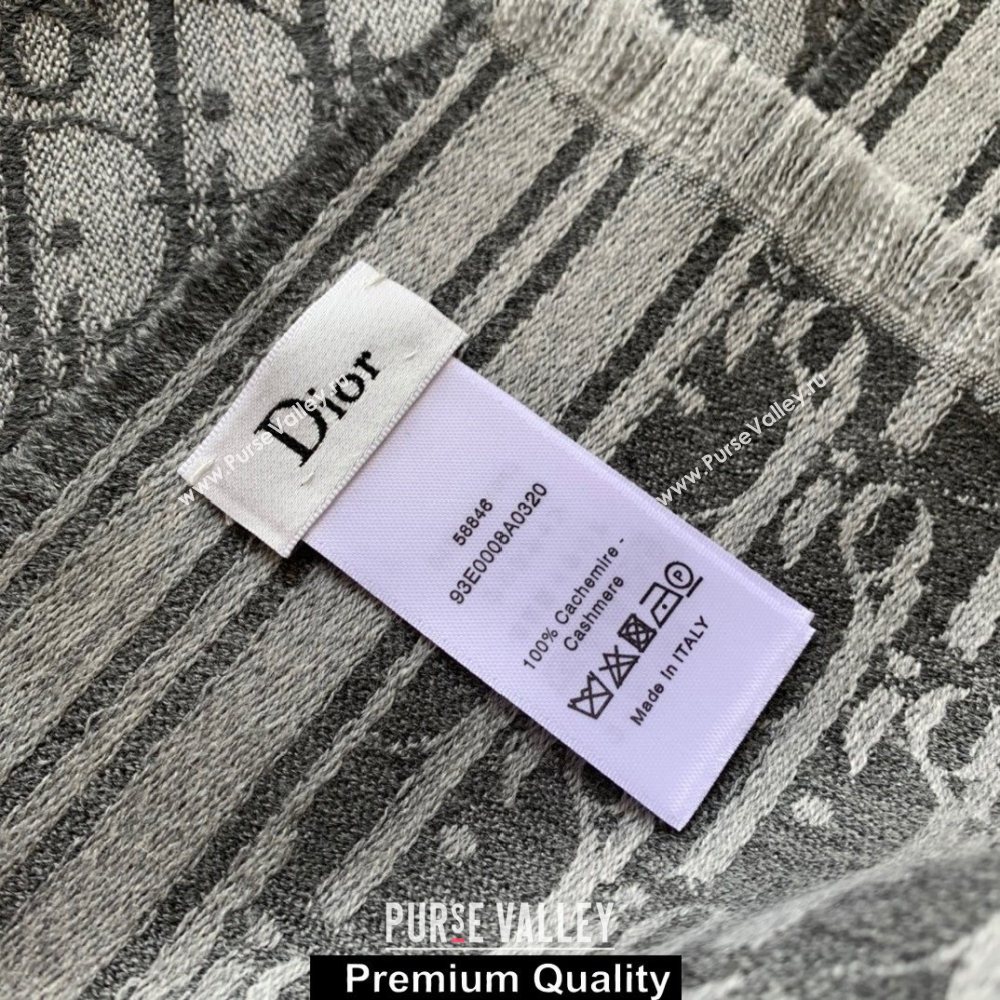 Dior
58846
93E0008A0320
100% Cachemire -
Cashmere
P
Made In ITALY
www.PurseValley.ru
www.PurseValley.ru
PURSE VALLEY
Premium Quality